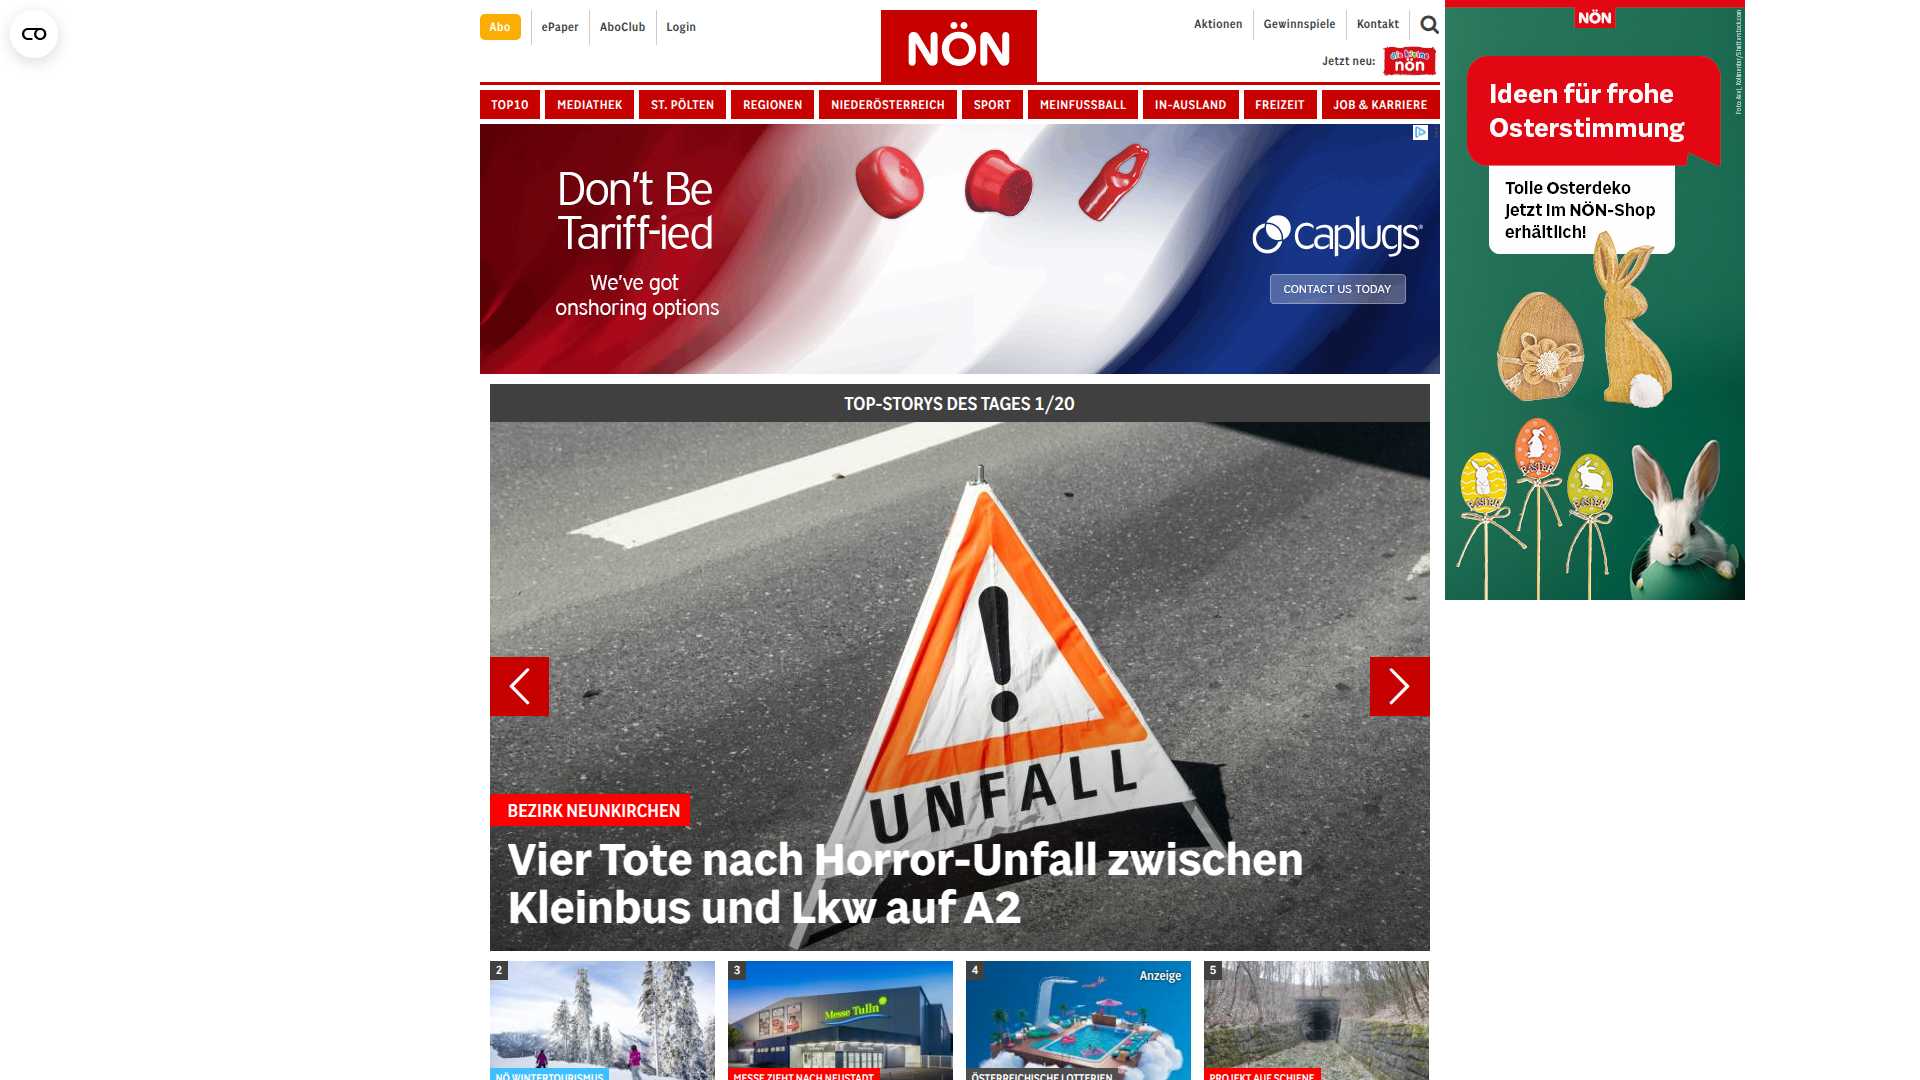 Abo
ePaper
AboClub
Login
NÖN
Aktionen
Gewinnspiele
Kontakt
Jetzt neu:
die kleine
nön
TOP10
MEDIATHEK
ST. PÖLTEN
REGIONEN
NIEDERÖSTERREICH
SPORT
MEINFUSSBALL
IN-AUSLAND
FREIZEIT
JOB & KARRIERE
Don't Be
Tariff-ied
We've got
onshoring options
caplugs
CONTACT US TODAY
NÖN
Ideen für frohe
Osterstimmung
Tolle Osterdeko
jetzt im NÖN-Shop
erhältlich!
EASTER
EASTER
EASTER
TOP-STORYS DES TAGES 1/20
UNFALL
BEZIRK NEUNKIRCHEN
Vier Tote nach Horror-Unfall zwischen
Kleinbus und Lkw auf A2
2
NÖ WINTERTOURISMUS
3
Messe Tulln
MESSE ZIEHT NACH NEUSTADT
4
Anzeige
ÖSTERREICHISCHE LOTTERIEN
5
PROJEKT AUF SCHIENE